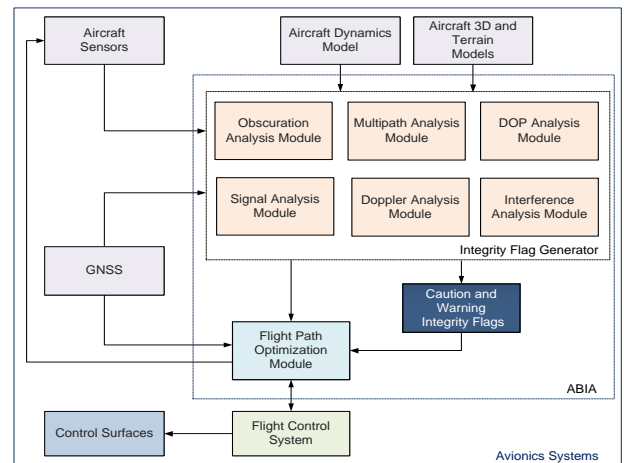 Aircraft
Sensors
Aircraft Dynamics
Model
Aircraft 3D and
Terrain
Models
Obscuration
Analysis Module
Multipath Analysis
Module
DOP Analysis
Module
Signal Analysis
Module
Doppler Analysis
Module
Interference
Analysis Module
Integrity Flag Generator
GNSS
Caution and
Warning
Integrity Flags
Flight Path
Optimization
Module
ABIA
Control Surfaces
Flight Control
System
Avionics Systems